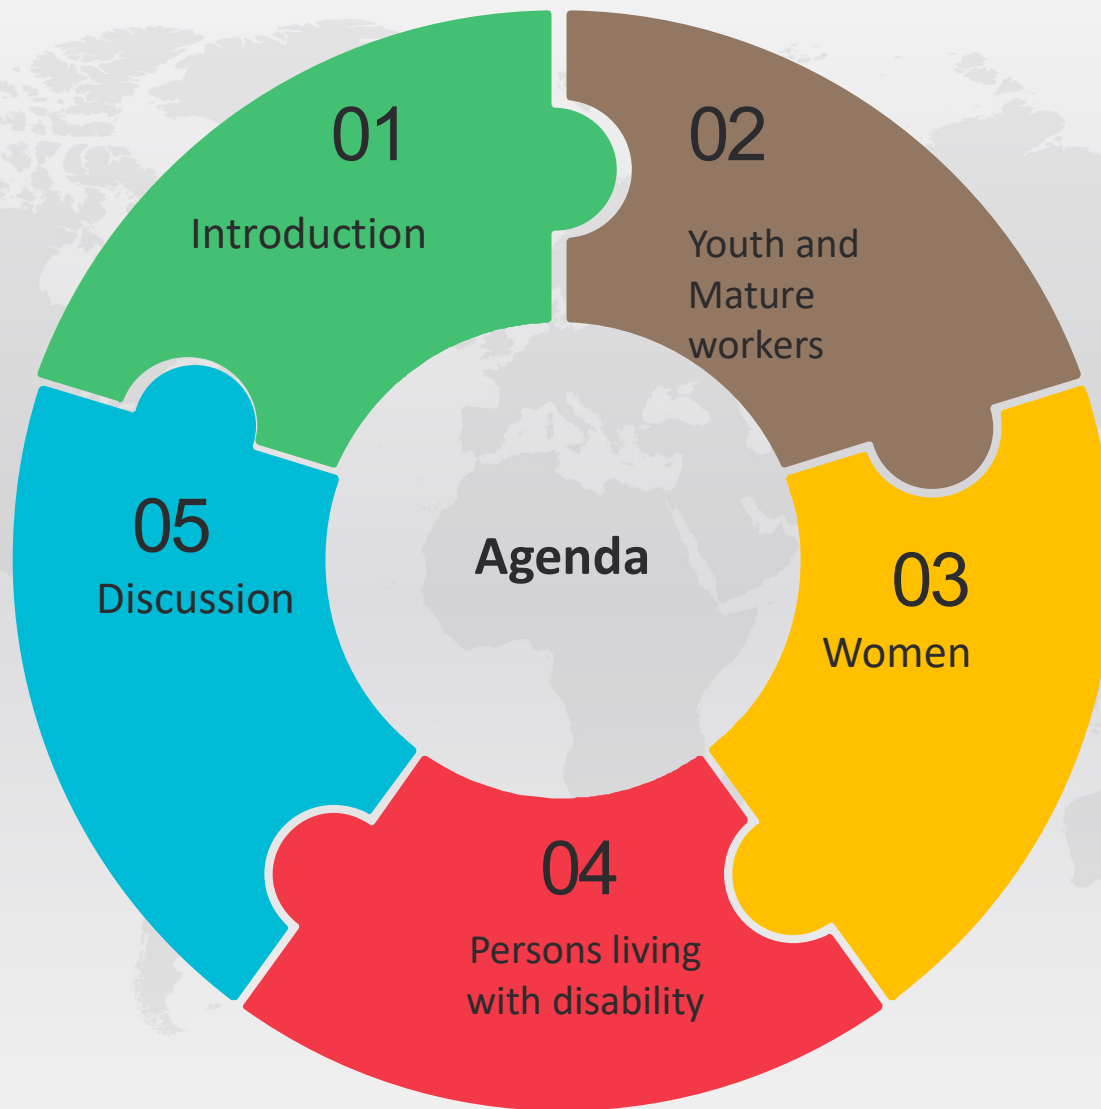 01
Introduction
02
Youth and
Mature
workers
03
Women
04
Persons living
with disability
05
Discussion
Agenda